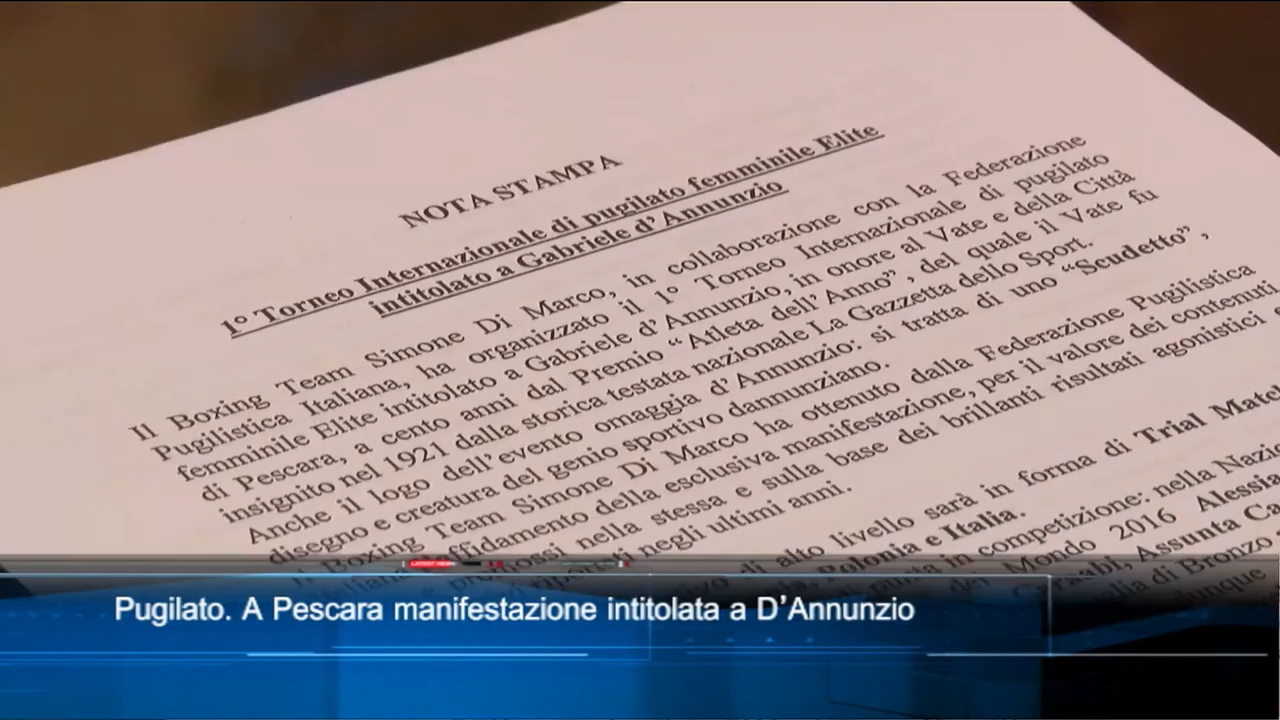 NOTA STAMPA
1° Torneo Internazionale di pugilato femminile Elite
intitolato a Gabriele d'Annunzio
Il Boxing Team Simone Di Marco, in collaborazione con la Federazione
Pugilistica Italiana, ha organizzato il 1° Torneo Internazionale di pugilato
femminile Elite intitolato a Gabriele d'Annunzio, in onore al Vate e della Città
di Pescara, a cento anni dal Premio "Atleta dell'Anno", del quale il Vate fu
insignito nel 1921 dalla storica testata nazionale La Gazzetta dello Sport.
Anche il logo dell'evento omaggia d'Annunzio: si tratta di uno "Scudetto",
disegno e creatura del genio sportivo dannunziano.
Il Boxing Team Simone Di Marco ha ottenuto dalla Federazione Pugilistica
affidamento della esclusiva manifestazione, per il valore dei contenuti
promossi nella stessa e sulla base dei brillanti risultati agonistici
negli ultimi anni.
di alto livello sarà in forma di Trial Match
Polonia e Italia.
in competizione: nella
Mondo 2016 Alessia
Assunta
di Bronzo
LATEST NEWS
Pugilato. A Pescara manifestazione intitolata a D'Annunzio